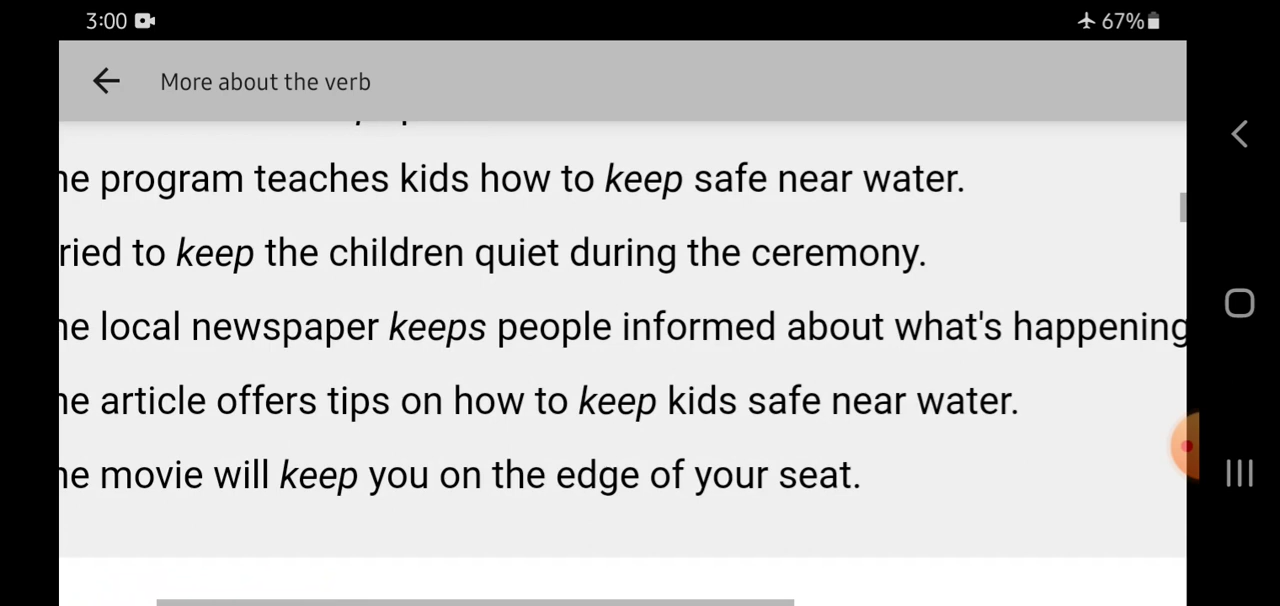 3:00 67%
More about the verb
he program teaches kids how to keep safe near water.
ried to keep the children quiet during the ceremony.
he local newspaper keeps people informed about what's happening
he article offers tips on how to keep kids safe near water.
he movie will keep you on the edge of your seat.